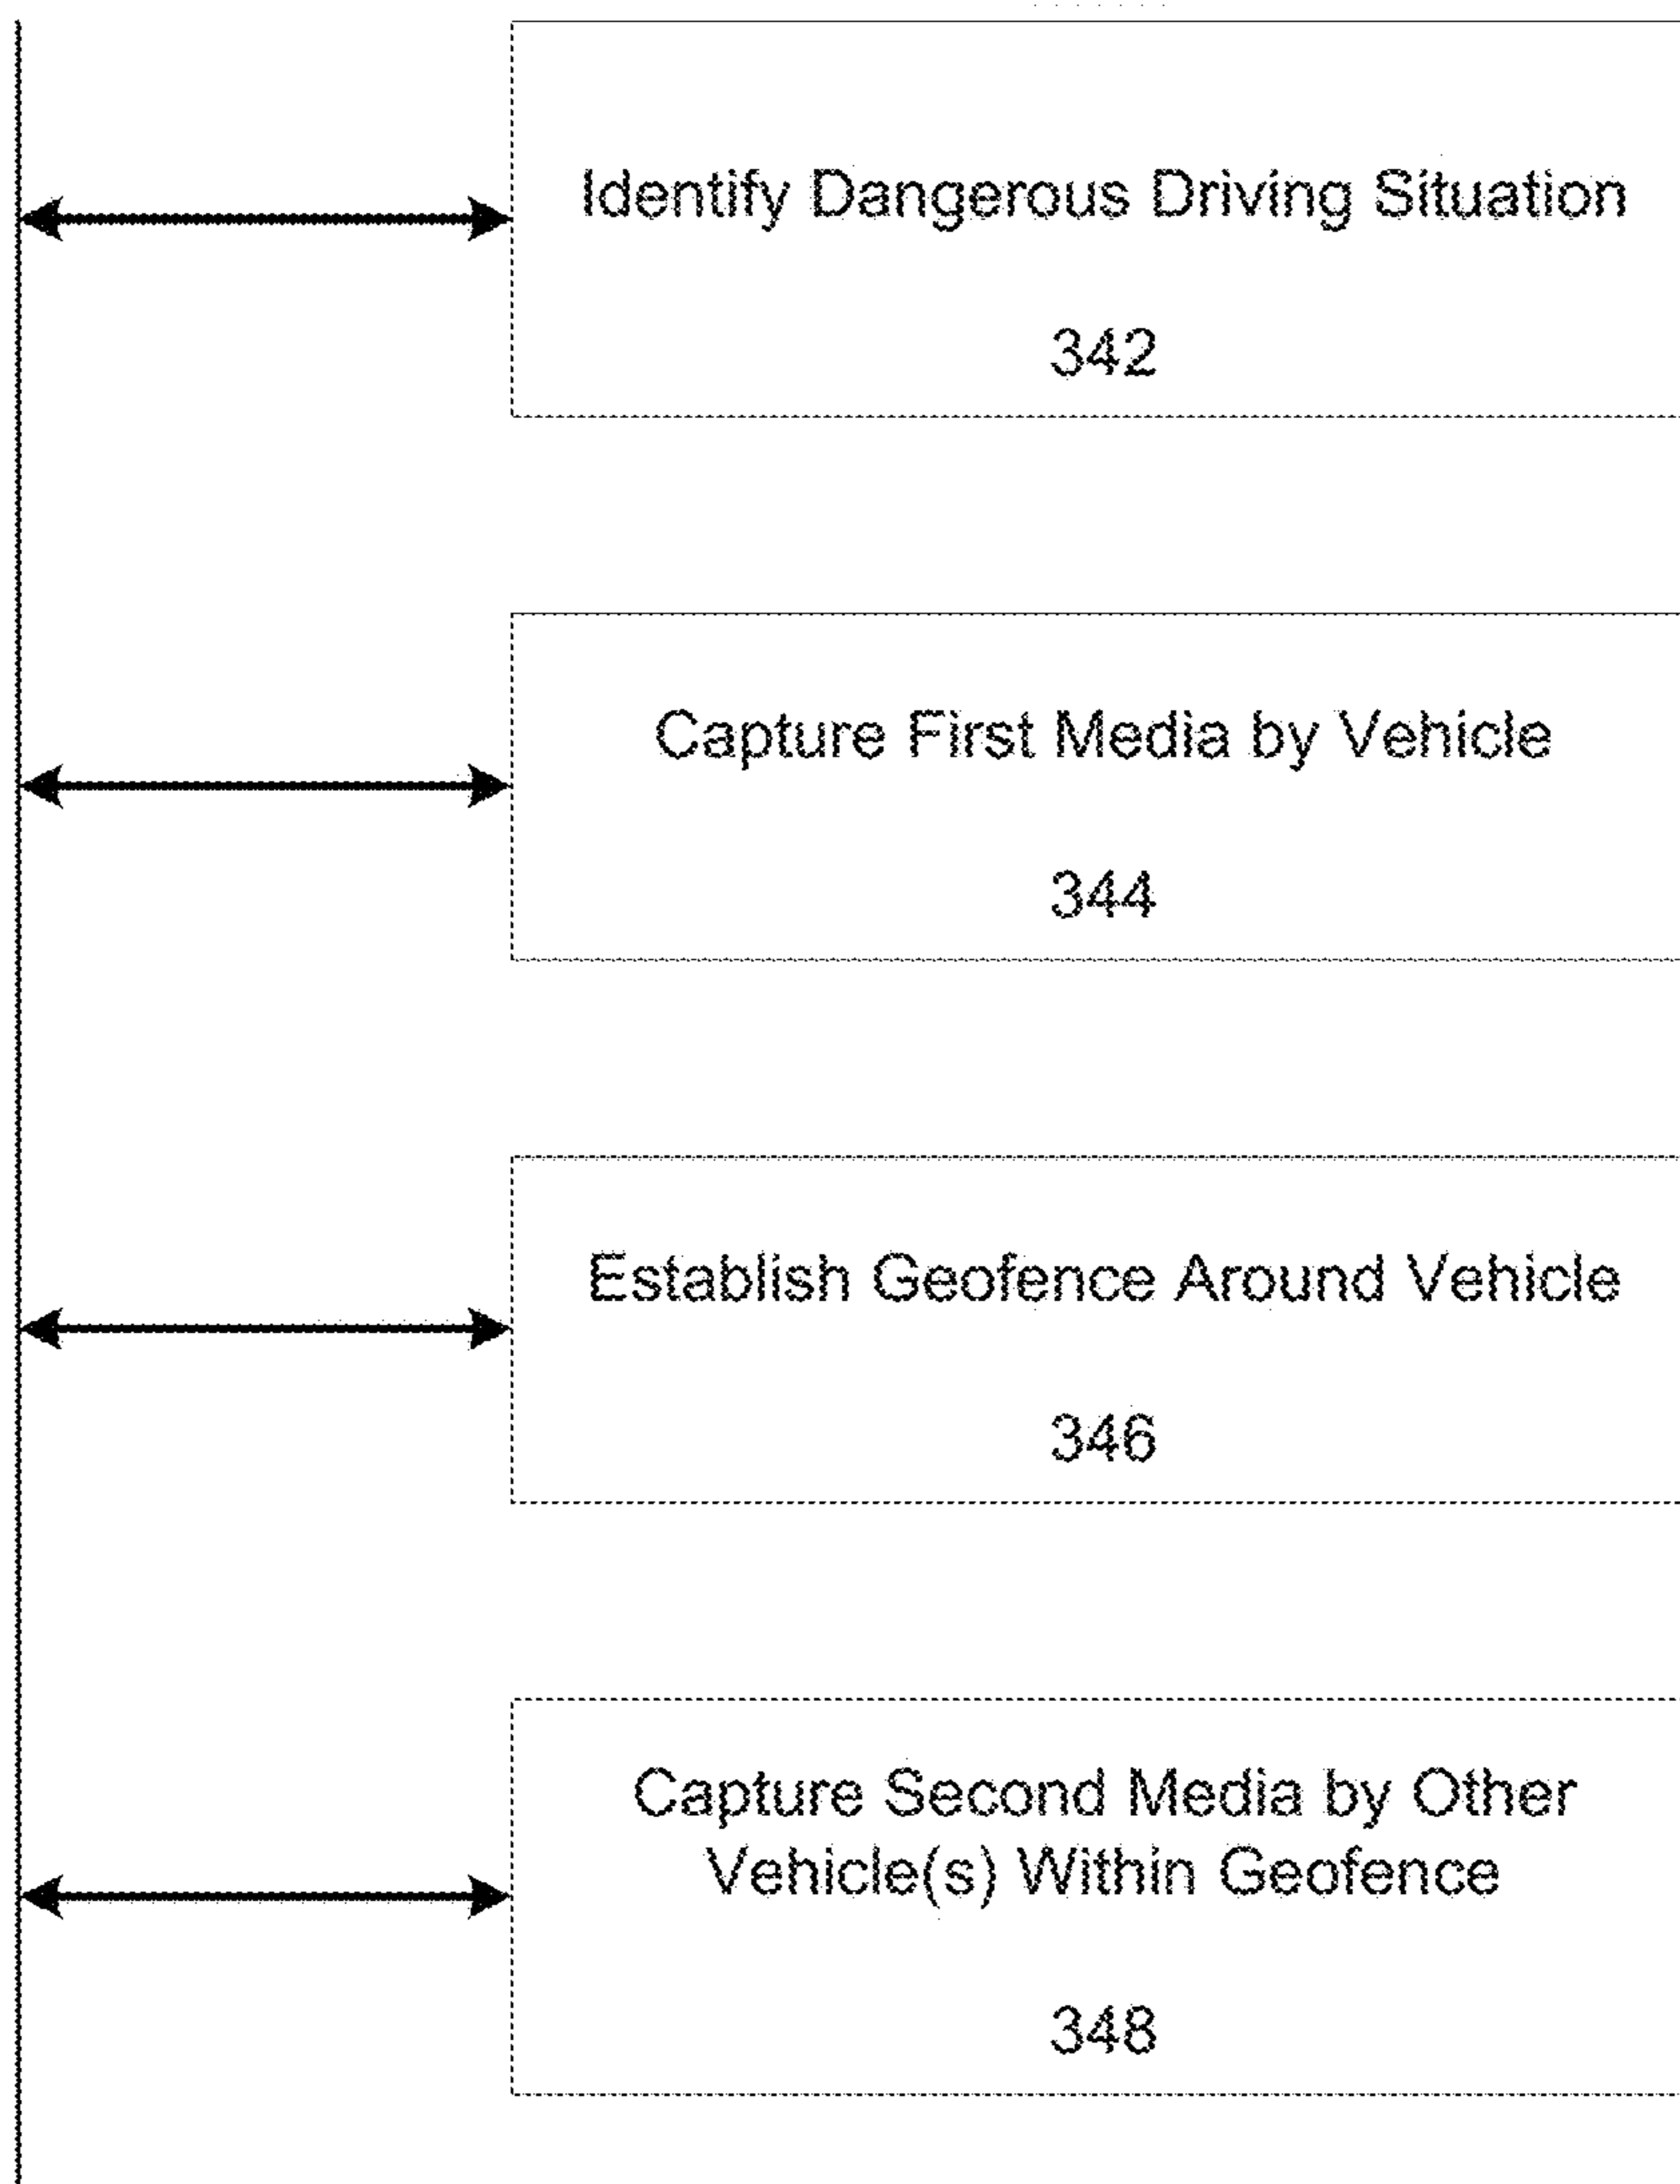 Identify Dangerous Driving Situation
342
Capture First Media by Vehicle
344
Establish Geofence Around Vehicle
346
Capture Second Media by Other
Vehicle(s) Within Geofence
348